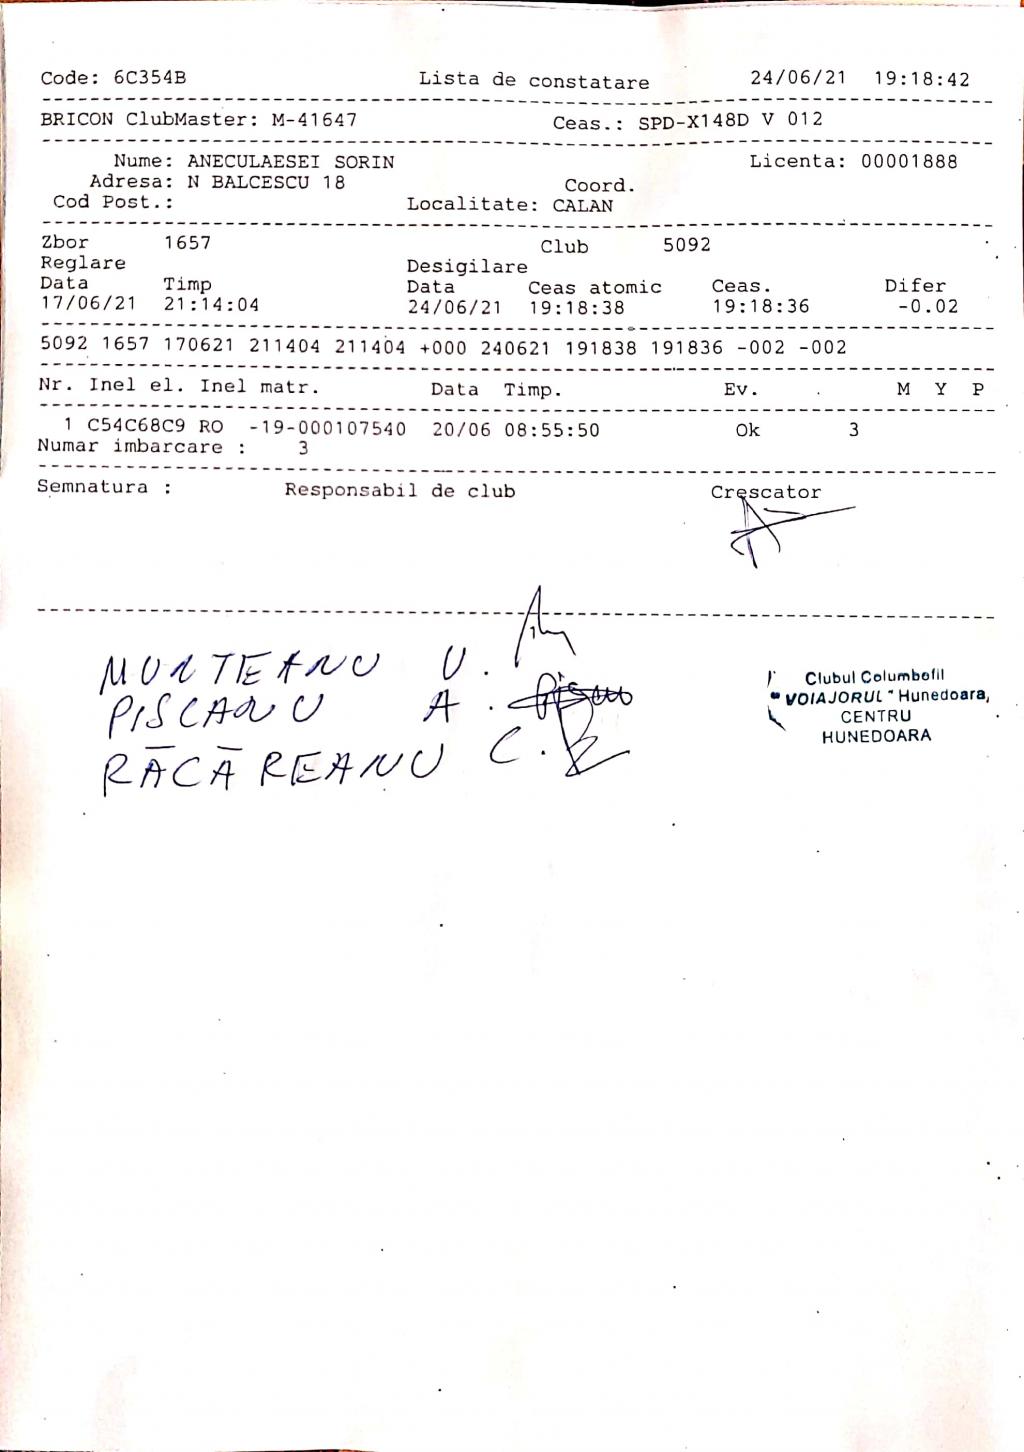 Code: 6C354B Lista de constatare 24/06/21 19:18:42
BRICON ClubMaster: M-41647 Ceas.: SPD-X148D V 012
Nume: ANECULAESEI SORIN Licenta: 00001888
Adresa: N BALCESCU 18 Coord.
Cod Post.: Localitate: CALAN
Zbor 1657 Club 5092
Reglare Desigilare
Data Timp Data Ceas atomic Ceas. Difer
17/06/21 21:14:04 24/06/21 19:18:38 19:18:36 -0.02
5092 1657 170621 211404 211404 +000 240621 191838 191836 -002 -002
Nr. Inel el. Inel matr. Data Timp. Ev. M Y P
1 C54C68C9 RO -19-000107540 20/06 08:55:50 Ok 3
Numar imbarcare : 3
Semnatura : Responsabil de club Crescator
MUNTEANU V.
PISCANU A.
RĂCĂREANU C.
Clubul Columbofil
"VOIAJORUL" Hunedoara,
CENTRU
HUNEDOARA